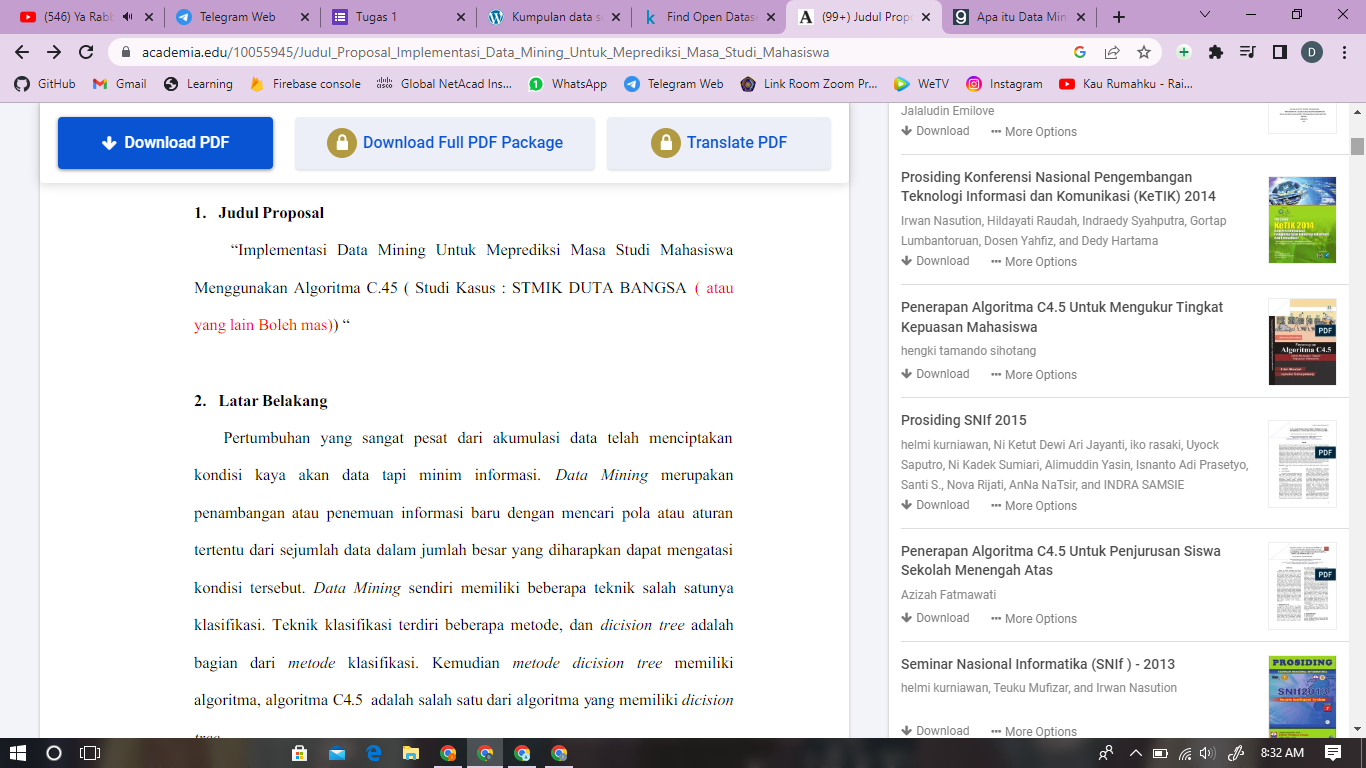 (546) Ya Rabb
Telegram Web
Tugas 1
Kumpulan data s
Find Open Datas
(99+) Judul Propo
Apa itu Data Min
academia.edu/10055945/Judul_Proposal_Implementasi_Data_Mining_Untuk_Meprediksi_Masa_Studi_Mahasiswa
D
GitHub
Gmail
Learning
Firebase console
Global NetAcad Ins...
WhatsApp
Telegram Web
Link Room Zoom Pr...
WeTV
Instagram
Kau Rumahku - Rai...
Download PDF
Download Full PDF Package
Translate PDF
1. Judul Proposal
“Implementasi Data Mining Untuk Meprediksi Masa Studi Mahasiswa
Menggunakan Algoritma C.45 ( Studi Kasus : STMIK DUTA BANGSA ( atau
yang lain Boleh mas)) “
2. Latar Belakang
Pertumbuhan yang sangat pesat dari akumulasi data telah menciptakan
kondisi kaya akan data tapi minim informasi. Data Mining merupakan
penambangan atau penemuan informasi baru dengan mencari pola atau aturan
tertentu dari sejumlah data dalam jumlah besar yang diharapkan dapat mengatasi
kondisi tersebut. Data Mining sendiri memiliki beberapa teknik salah satunya
klasifikasi. Teknik klasifikasi terdiri beberapa metode, dan dicision tree adalah
bagian dari metode klasifikasi. Kemudian metode dicision tree memiliki
algoritma, algoritma C4.5 adalah salah satu dari algoritma yang memiliki dicision
Jalaludin Emilove
Download
More Options
Prosiding Konferensi Nasional Pengembangan
Teknologi Informasi dan Komunikasi (KeTIK) 2014
Irwan Nasution, Hildayati Raudah, Indraedy Syahputra, Gortap
Lumbantoruan, Dosen Yahfiz, and Dedy Hartama
Download
More Options
KeTIK 2014
Penerapan Algoritma C4.5 Untuk Mengukur Tingkat
Kepuasan Mahasiswa
hengki tamando sihotang
Download
More Options
PDF
Algoritma C4.5
Prosiding SNIf 2015
helmi kurniawan, Ni Ketut Dewi Ari Jayanti, iko rasaki, Uyock
Saputro, Ni Kadek Sumiari, Alimuddin Yasin, Isnanto Adi Prasetyo,
Santi S., Nova Rijati, AnNa NaTsir, and INDRA SAMSIE
Download
More Options
PDF
Penerapan Algoritma C4.5 Untuk Penjurusan Siswa
Sekolah Menengah Atas
Azizah Fatmawati
Download
More Options
PDF
Seminar Nasional Informatika (SNIf ) - 2013
helmi kurniawan, Teuku Mufizar, and Irwan Nasution
Download
More Options
PROSIDING
8:32 AM